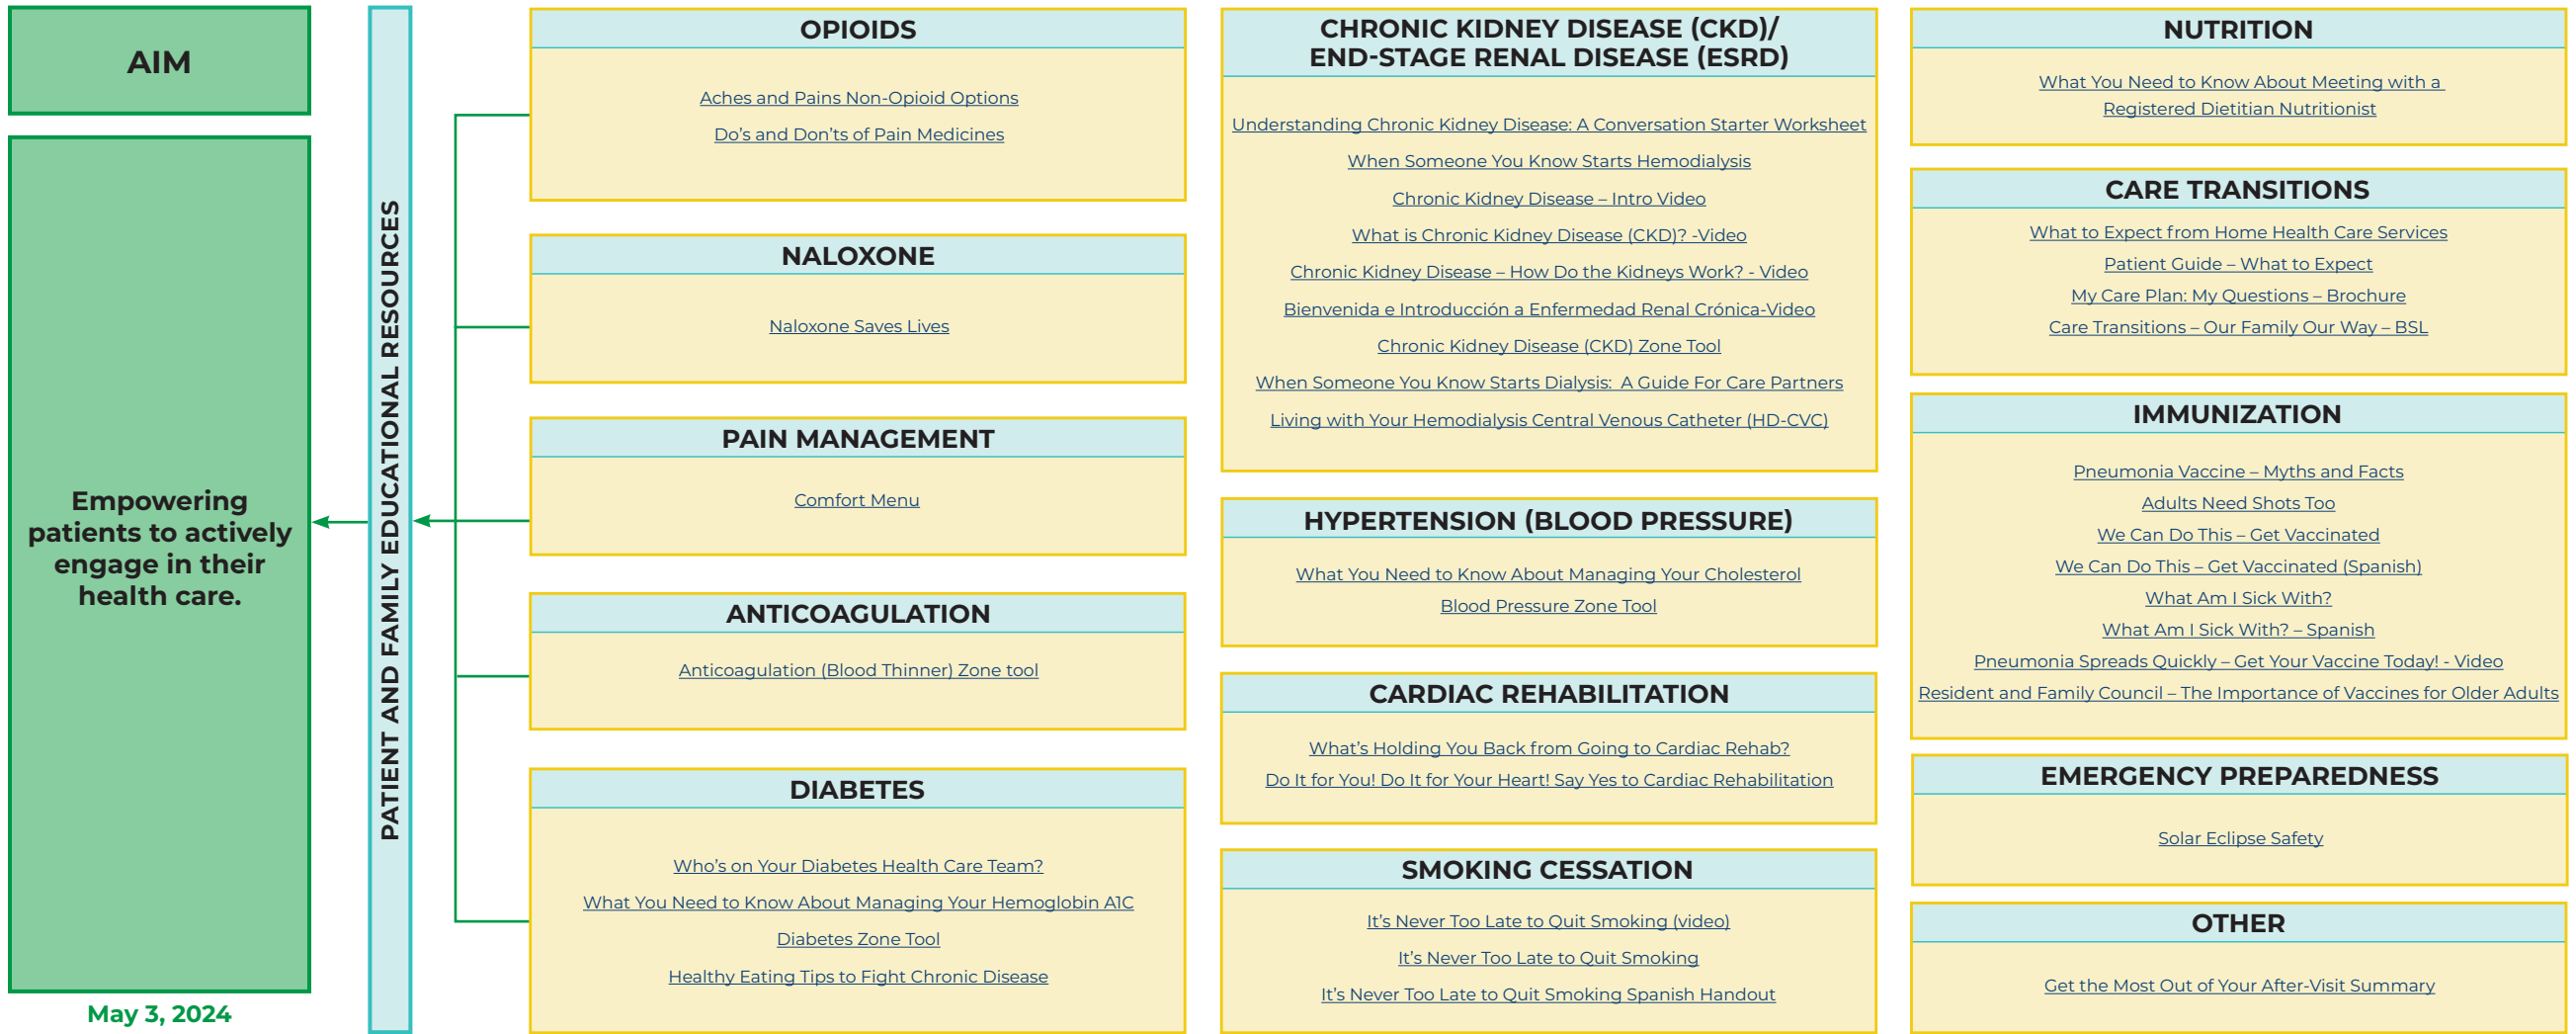 AIM
Empowering
patients to actively
engage in their
health care.
May 3, 2024
PATIENT AND FAMILY EDUCATIONAL RESOURCES
OPIOIDS
Aches and Pains Non-Opioid Options
Do’s and Don’ts of Pain Medicines
NALOXONE
Naloxone Saves Lives
PAIN MANAGEMENT
Comfort Menu
ANTICOAGULATION
Anticoagulation (Blood Thinner) Zone tool
DIABETES
Who’s on Your Diabetes Health Care Team?
What You Need to Know About Managing Your Hemoglobin A1C
Diabetes Zone Tool
Healthy Eating Tips to Fight Chronic Disease
CHRONIC KIDNEY DISEASE (CKD)/
END-STAGE RENAL DISEASE (ESRD)
Understanding Chronic Kidney Disease: A Conversation Starter Worksheet
When Someone You Know Starts Hemodialysis
Chronic Kidney Disease – Intro Video
What is Chronic Kidney Disease (CKD)? -Video
Chronic Kidney Disease – How Do the Kidneys Work? - Video
Bienvenida e Introducción a Enfermedad Renal Crónica-Video
Chronic Kidney Disease (CKD) Zone Tool
When Someone You Know Starts Dialysis:  A Guide For Care Partners
Living with Your Hemodialysis Central Venous Catheter (HD-CVC)
HYPERTENSION (BLOOD PRESSURE)
What You Need to Know About Managing Your Cholesterol
Blood Pressure Zone Tool
CARDIAC REHABILITATION
What’s Holding You Back from Going to Cardiac Rehab?
Do It for You! Do It for Your Heart! Say Yes to Cardiac Rehabilitation
SMOKING CESSATION
It’s Never Too Late to Quit Smoking (video)
It’s Never Too Late to Quit Smoking
It’s Never Too Late to Quit Smoking Spanish Handout
NUTRITION
What You Need to Know About Meeting with a
Registered Dietitian Nutritionist
CARE TRANSITIONS
What to Expect from Home Health Care Services
Patient Guide – What to Expect
My Care Plan: My Questions – Brochure
Care Transitions – Our Family Our Way – BSL
IMMUNIZATION
Pneumonia Vaccine – Myths and Facts
Adults Need Shots Too
We Can Do This – Get Vaccinated
We Can Do This – Get Vaccinated (Spanish)
What Am I Sick With?
What Am I Sick With? – Spanish
Pneumonia Spreads Quickly – Get Your Vaccine Today! - Video
Resident and Family Council – The Importance of Vaccines for Older Adults
EMERGENCY PREPAREDNESS
Solar Eclipse Safety
OTHER
Get the Most Out of Your After-Visit Summary